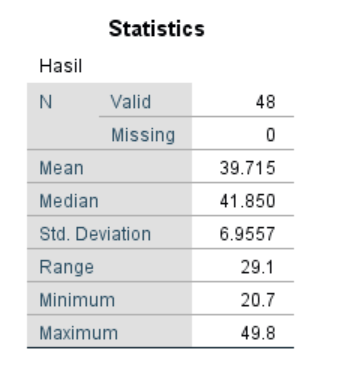 Statistics
Hasil
N Valid 48
Missing 0
Mean 39.715
Median 41.850
Std. Deviation 6.9557
Range 29.1
Minimum 20.7
Maximum 49.8